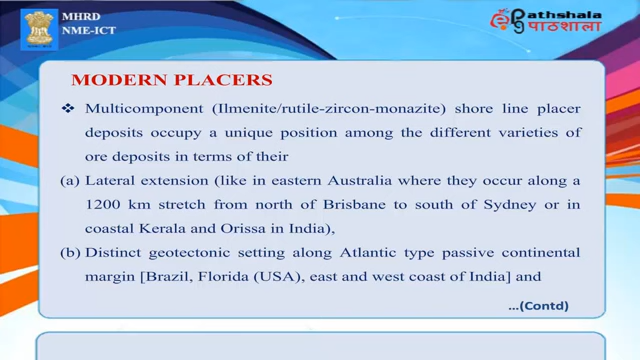 MHRD
NME-ICT
ePathshala
पाठशाला
MODERN PLACERS
❖ Multicomponent (Ilmenite/rutile-zircon-monazite) shore line placer
deposits occupy a unique position among the different varieties of
ore deposits in terms of their
(a) Lateral extension (like in eastern Australia where they occur along a
1200 km stretch from north of Brisbane to south of Sydney or in
coastal Kerala and Orissa in India),
(b) Distinct geotectonic setting along Atlantic type passive continental
margin [Brazil, Florida (USA), east and west coast of India] and
...(Contd)